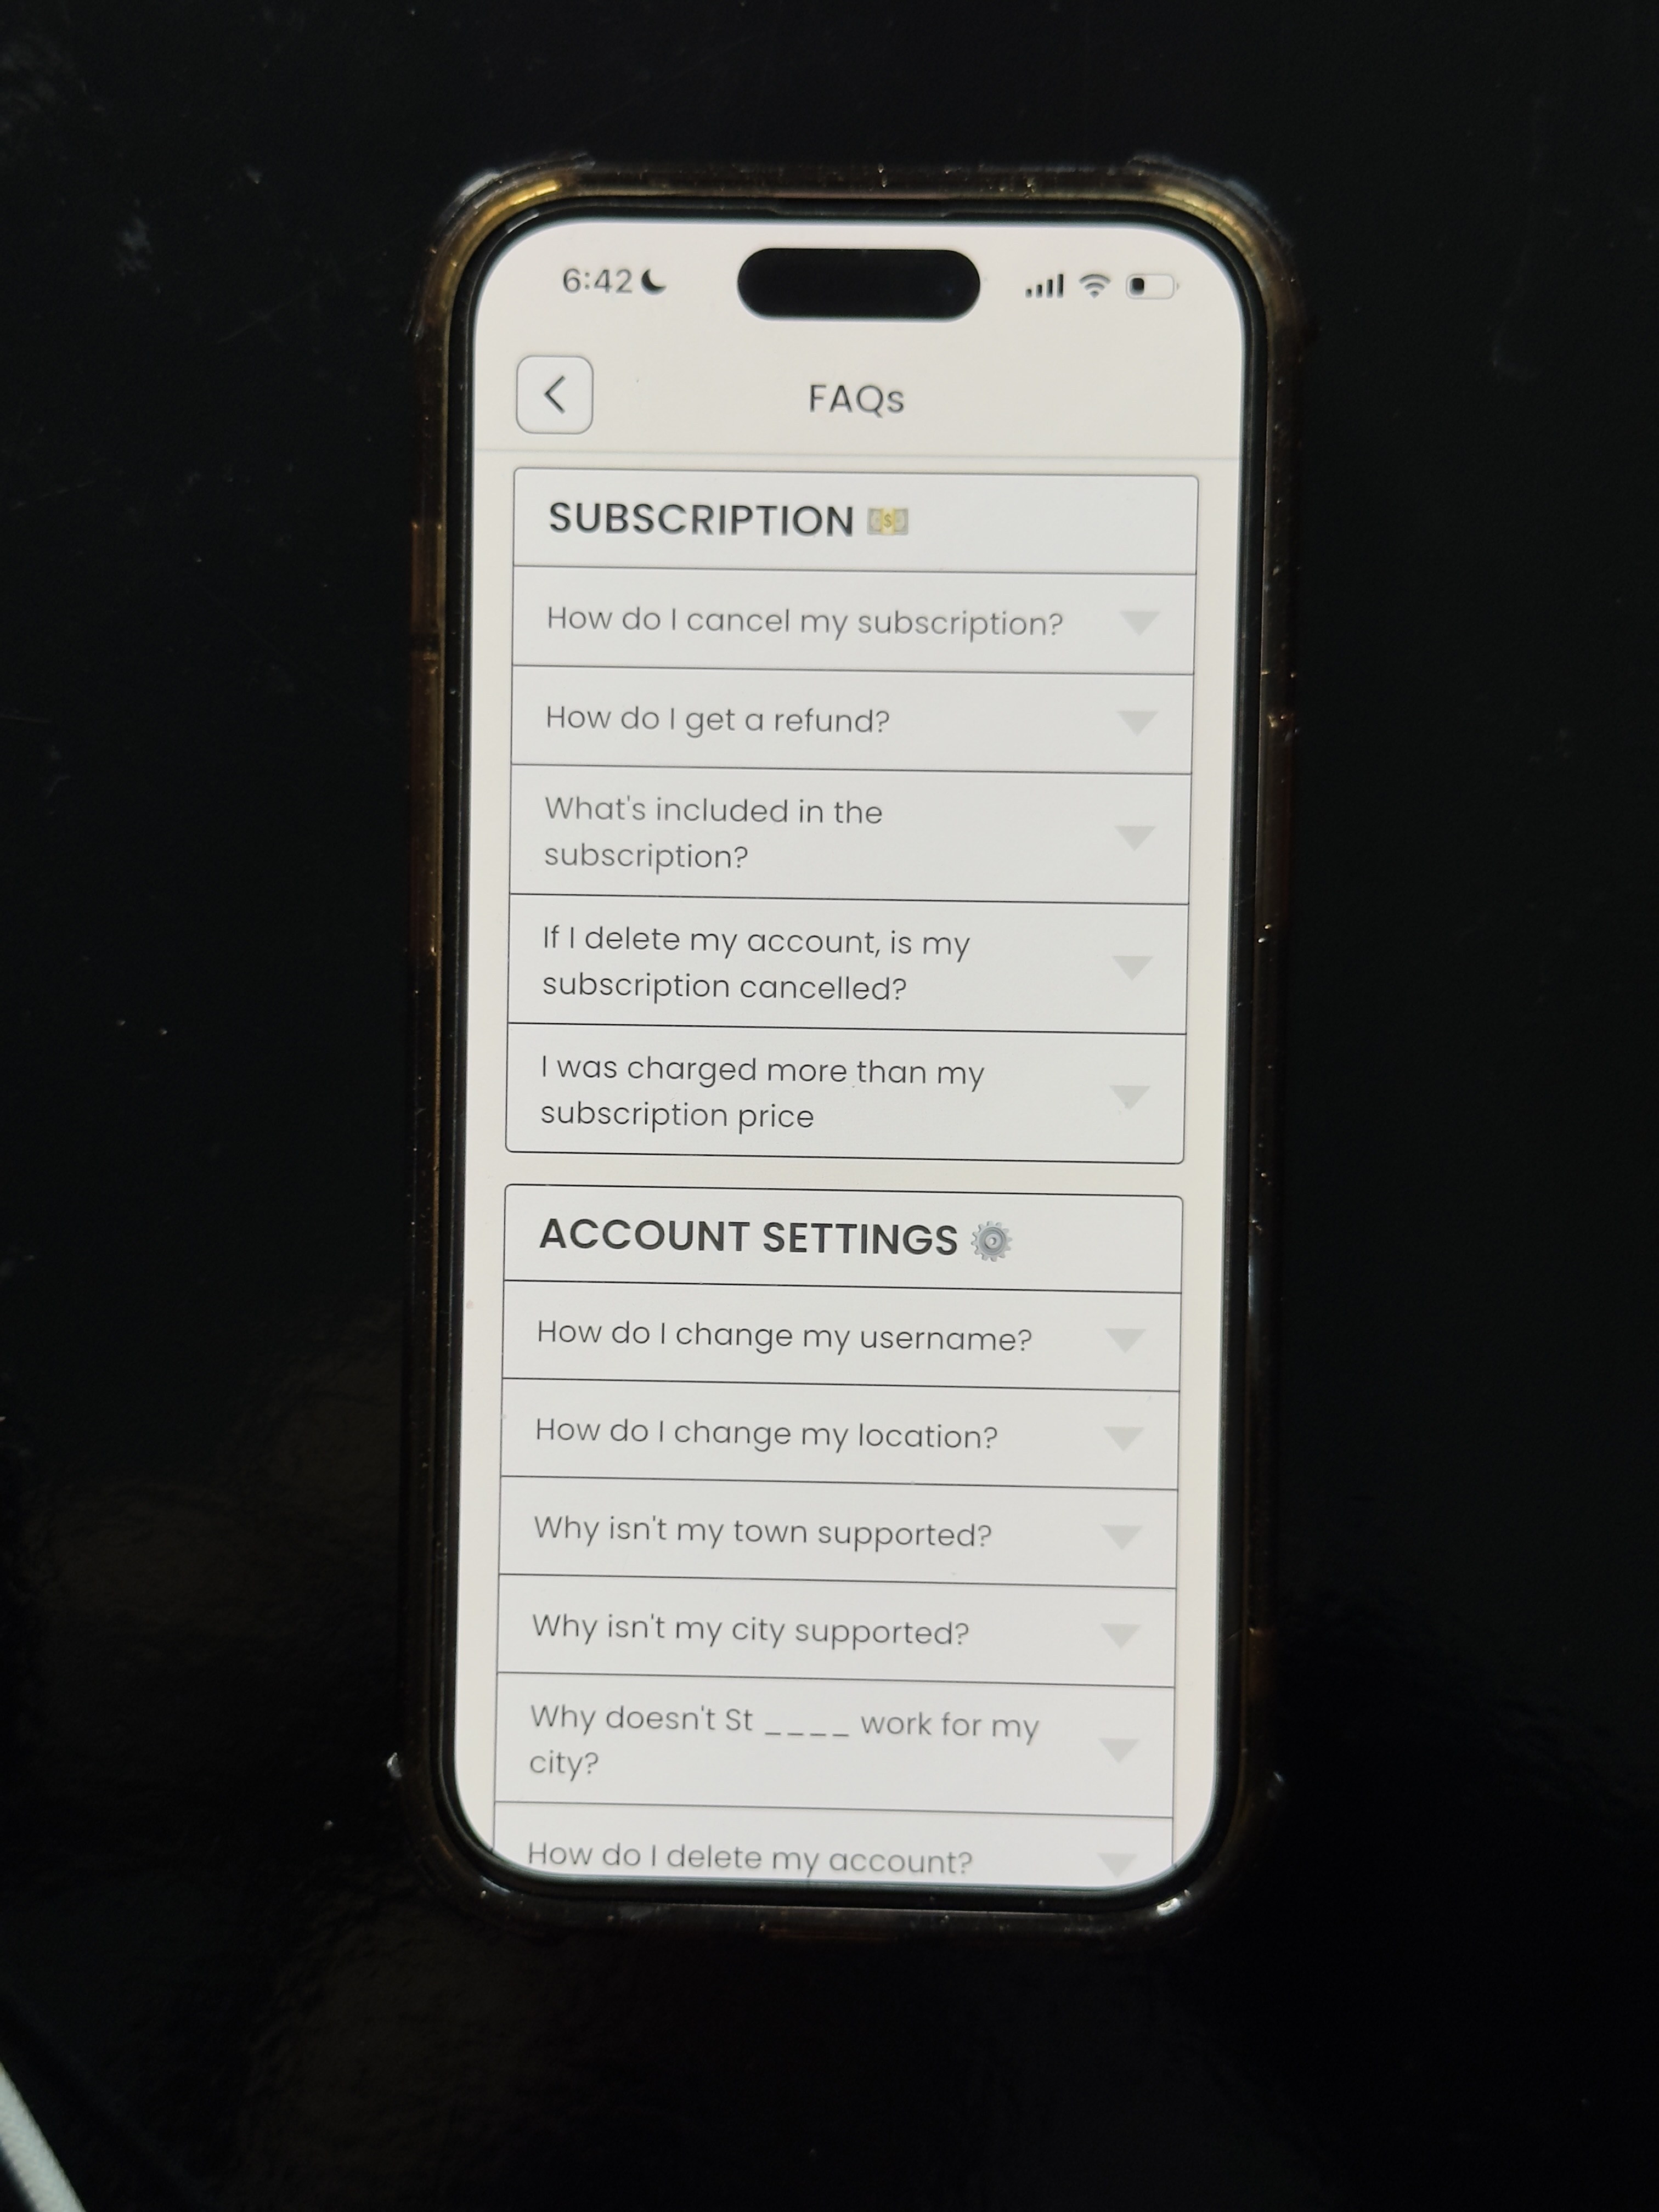 6:42
FAQs
SUBSCRIPTION 💵
How do I cancel my subscription?
How do I get a refund?
What's included in the
subscription?
If I delete my account, is my
subscription cancelled?
I was charged more than my
subscription price
ACCOUNT SETTINGS ⚙️
How do I change my username?
How do I change my location?
Why isn't my town supported?
Why isn't my city supported?
Why doesn't St ____ work for my
city?
How do I delete my account?